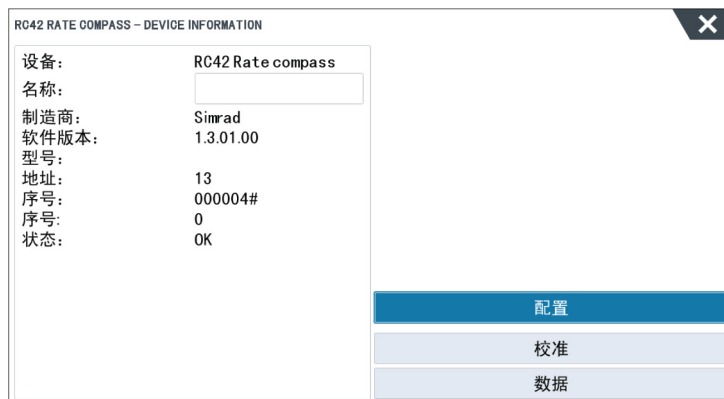 RC42 RATE COMPASS – DEVICE INFORMATION
设备： RC42 Rate compass
名称：
制造商： Simrad
软件版本： 1.3.01.00
型号：
地址： 13
序号： 000004#
序号: 0
状态： OK
配置
校准
数据